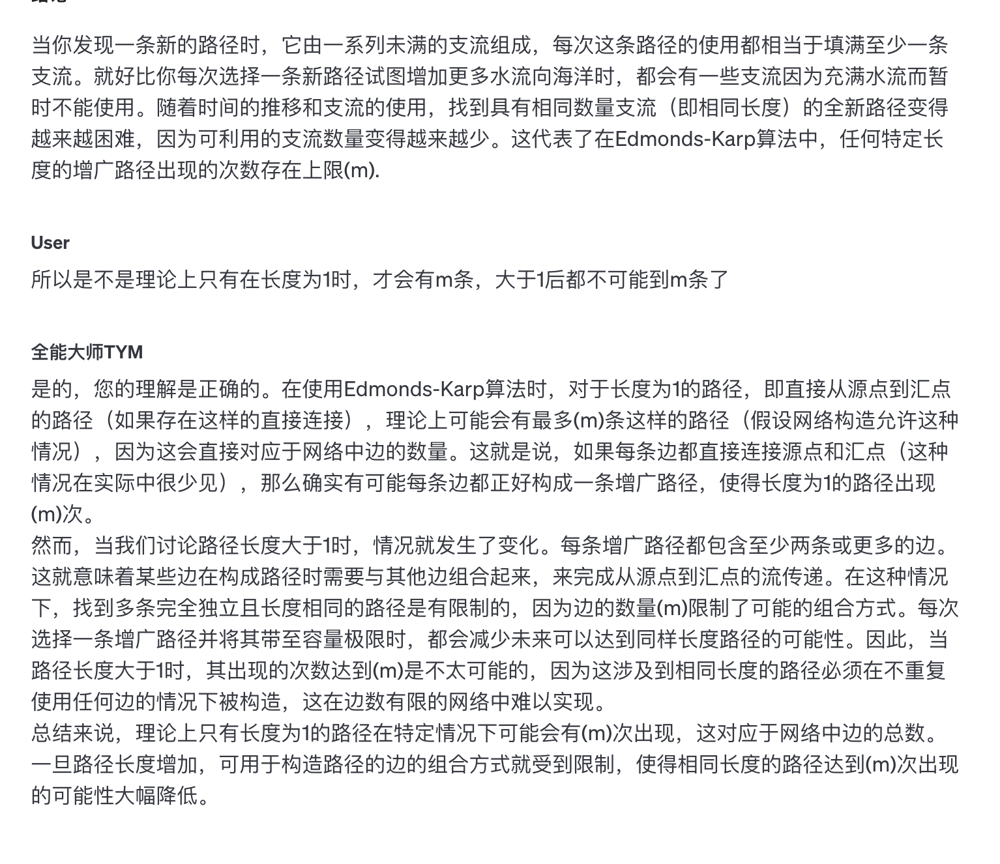 当你发现一条新的路径时，它由一系列未满的支流组成，每次这条路径的使用都相当于填满至少一条
支流。就好比你每次选择一条新路径试图增加更多水流向海洋时，都会有一些支流因为充满水流而暂
时不能使用。随着时间的推移和支流的使用，找到具有相同数量支流（即相同长度）的全新路径变得
越来越困难，因为可利用的支流数量变得越来越少。这代表了在Edmonds-Karp算法中，任何特定长
度的增广路径出现的次数存在上限(m).
User
所以是不是理论上只有在长度为1时，才会有m条，大于1后都不可能到m条了
全能大师TYM
是的，您的理解是正确的。在使用Edmonds-Karp算法时，对于长度为1的路径，即直接从源点到汇点
的路径（如果存在这样的直接连接），理论上可能会有最多(m)条这样的路径（假设网络构造允许这种
情况），因为这会直接对应于网络中边的数量。这就是说，如果每条边都直接连接源点和汇点（这种
情况在实际中很少见），那么确实有可能每条边都正好构成一条增广路径，使得长度为1的路径出现
(m)次。
然而，当我们讨论路径长度大于1时，情况就发生了变化。每条增广路径都包含至少两条或更多的边。
这就意味着某些边在构成路径时需要与其他边组合起来，来完成从源点到汇点的流传递。在这种情况
下，找到多条完全独立且长度相同的路径是有限制的，因为边的数量(m)限制了可能的组合方式。每次
选择一条增广路径并将其带至容量极限时，都会减少未来可以达到同样长度路径的可能性。因此，当
路径长度大于1时，其出现的次数达到(m)是不太可能的，因为这涉及到相同长度的路径必须在不重复
使用任何边的情况下被构造，这在边数有限的网络中难以实现。
总结来说，理论上只有长度为1的路径在特定情况下可能会有(m)次出现，这对应于网络中边的总数。
一旦路径长度增加，可用于构造路径的边的组合方式就受到限制，使得相同长度的路径达到(m)次出现
的可能性大幅降低。